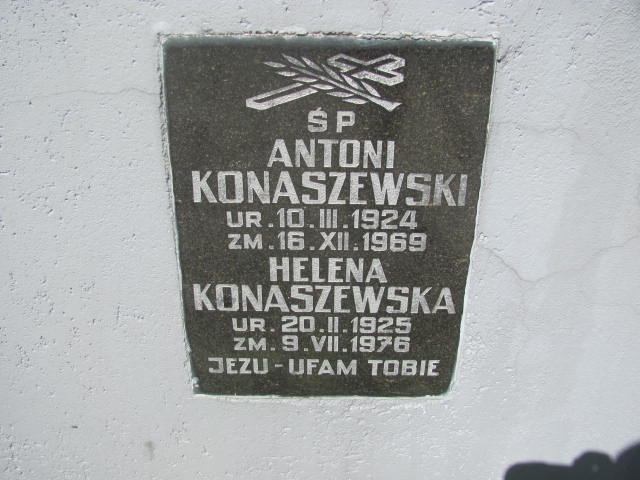 ŚP
ANTONI
KONASZEWSKI
UR. 10. III. 1924
ZM. 16. XII. 1969
HELENA
KONASZEWSKA
UR. 20. II. 1925
ZM. 9. VII. 1976
JEZU - UFAM TOBIE